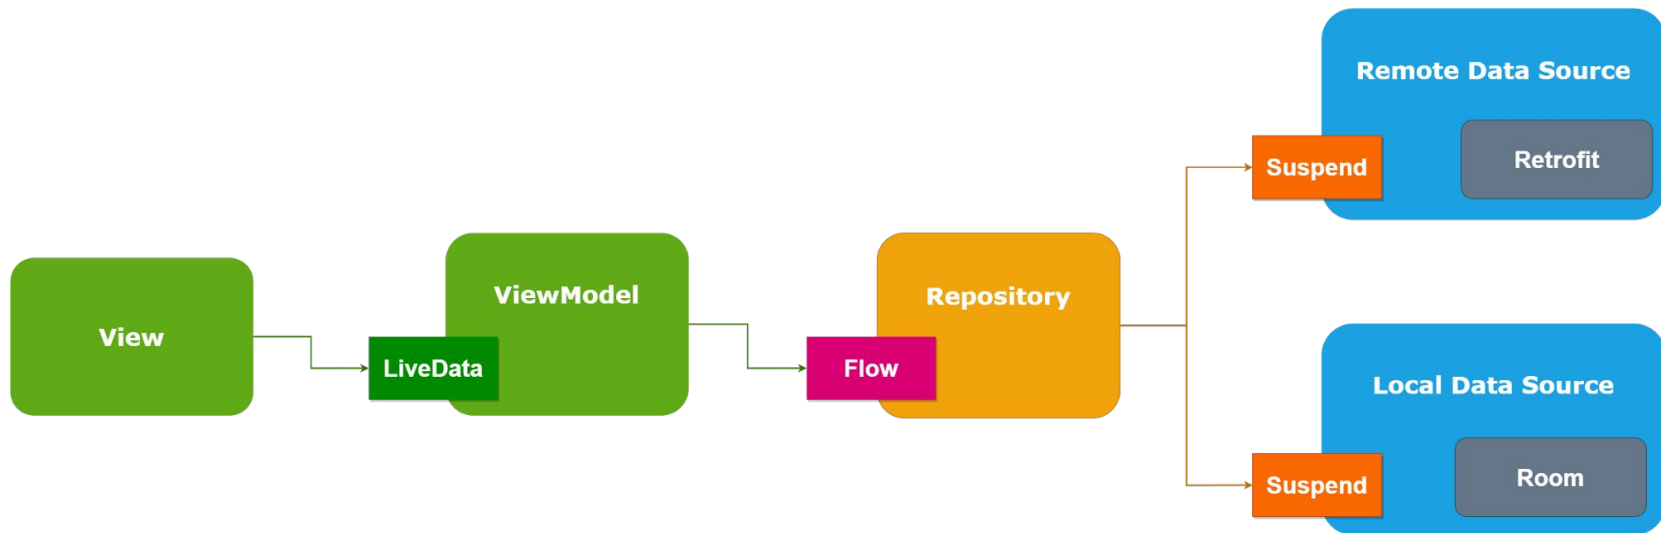 View
LiveData
ViewModel
Flow
Repository
Suspend
Remote Data Source
Retrofit
Suspend
Local Data Source
Room